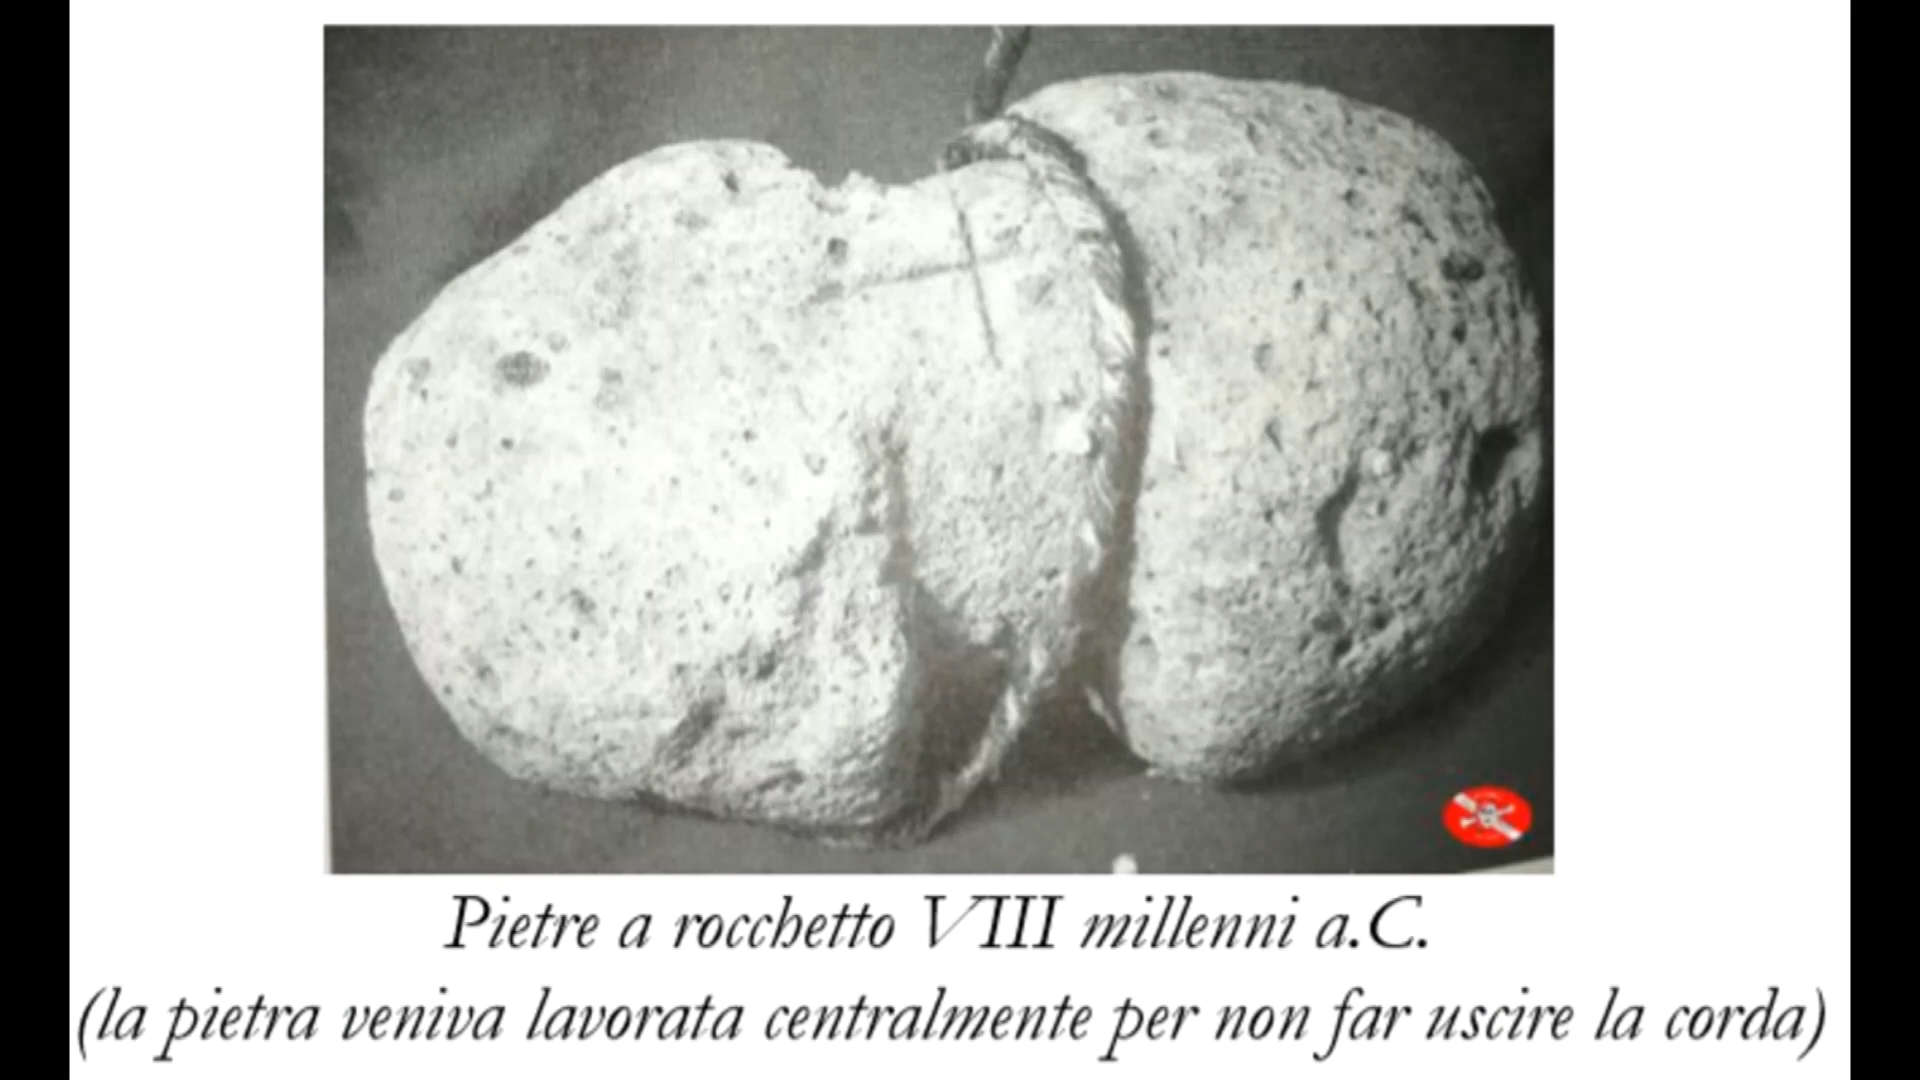 Pietre a rocchetto VIII millenni a.C.
(la pietra veniva lavorata centralmente per non far uscire la corda)